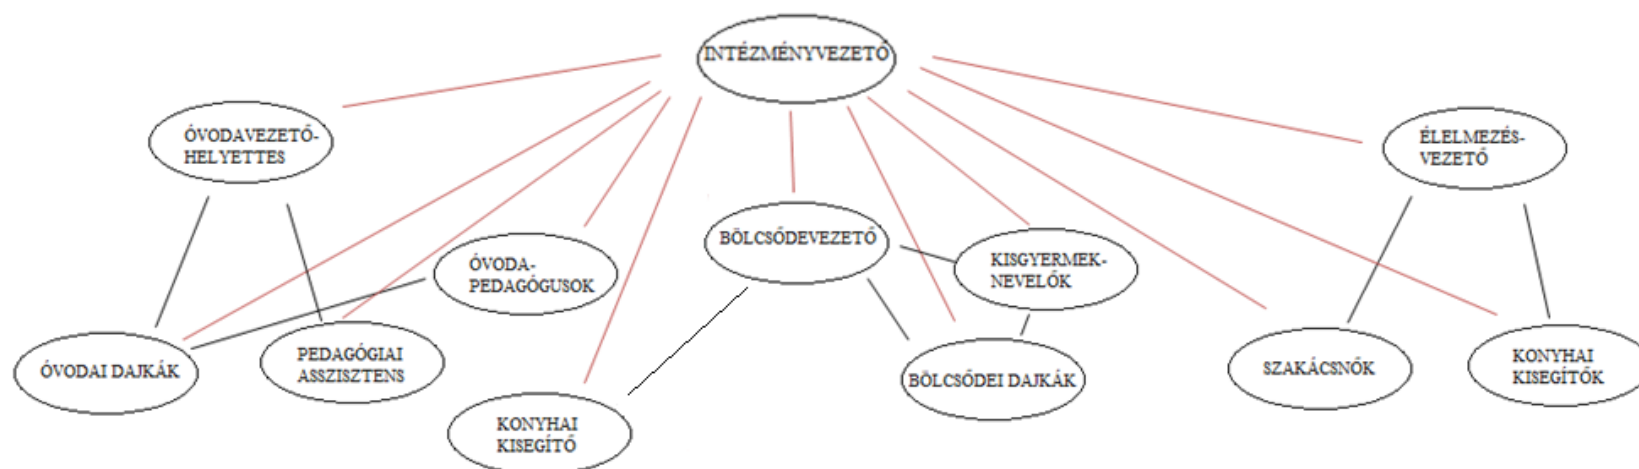 INTÉZMÉNYVEZETŐ
ÓVODAVEZETŐ-
HELYETTES
ÉLELMEZÉS-
VEZETŐ
BÖLCSŐDEVEZETŐ
ÓVODA-
PEDAGÓGUSOK
KISGYERMEK-
NEVELŐK
ÓVODAI DAJKÁK
PEDAGÓGIAI
ASSZISZTENS
KONYHAI
KISEGÍTŐ
BÖLCSŐDEI DAJKÁK
SZAKÁCSNŐK
KONYHAI
KISEGÍTŐK